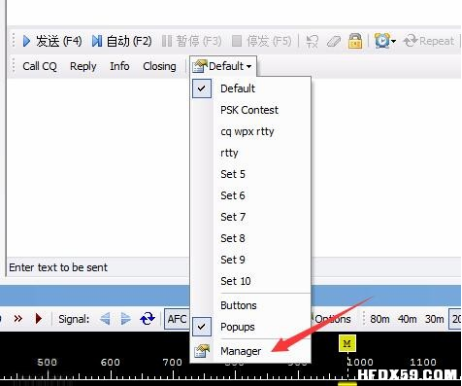 发送 (F4) 自动 (F2) 暂停 (F3) 停发 (F5) Repeat
Call CQ Reply Info Closing Default
Default
PSK Contest
cq wpx rtty
rtty
Set 5
Set 6
Set 7
Set 8
Set 9
Set 10
Enter text to be sent
Buttons
Signal: AFC Options 80m 40m 30m 20
Popups
Manager
M
500 600 700 1000 1100
HFDX59.COM